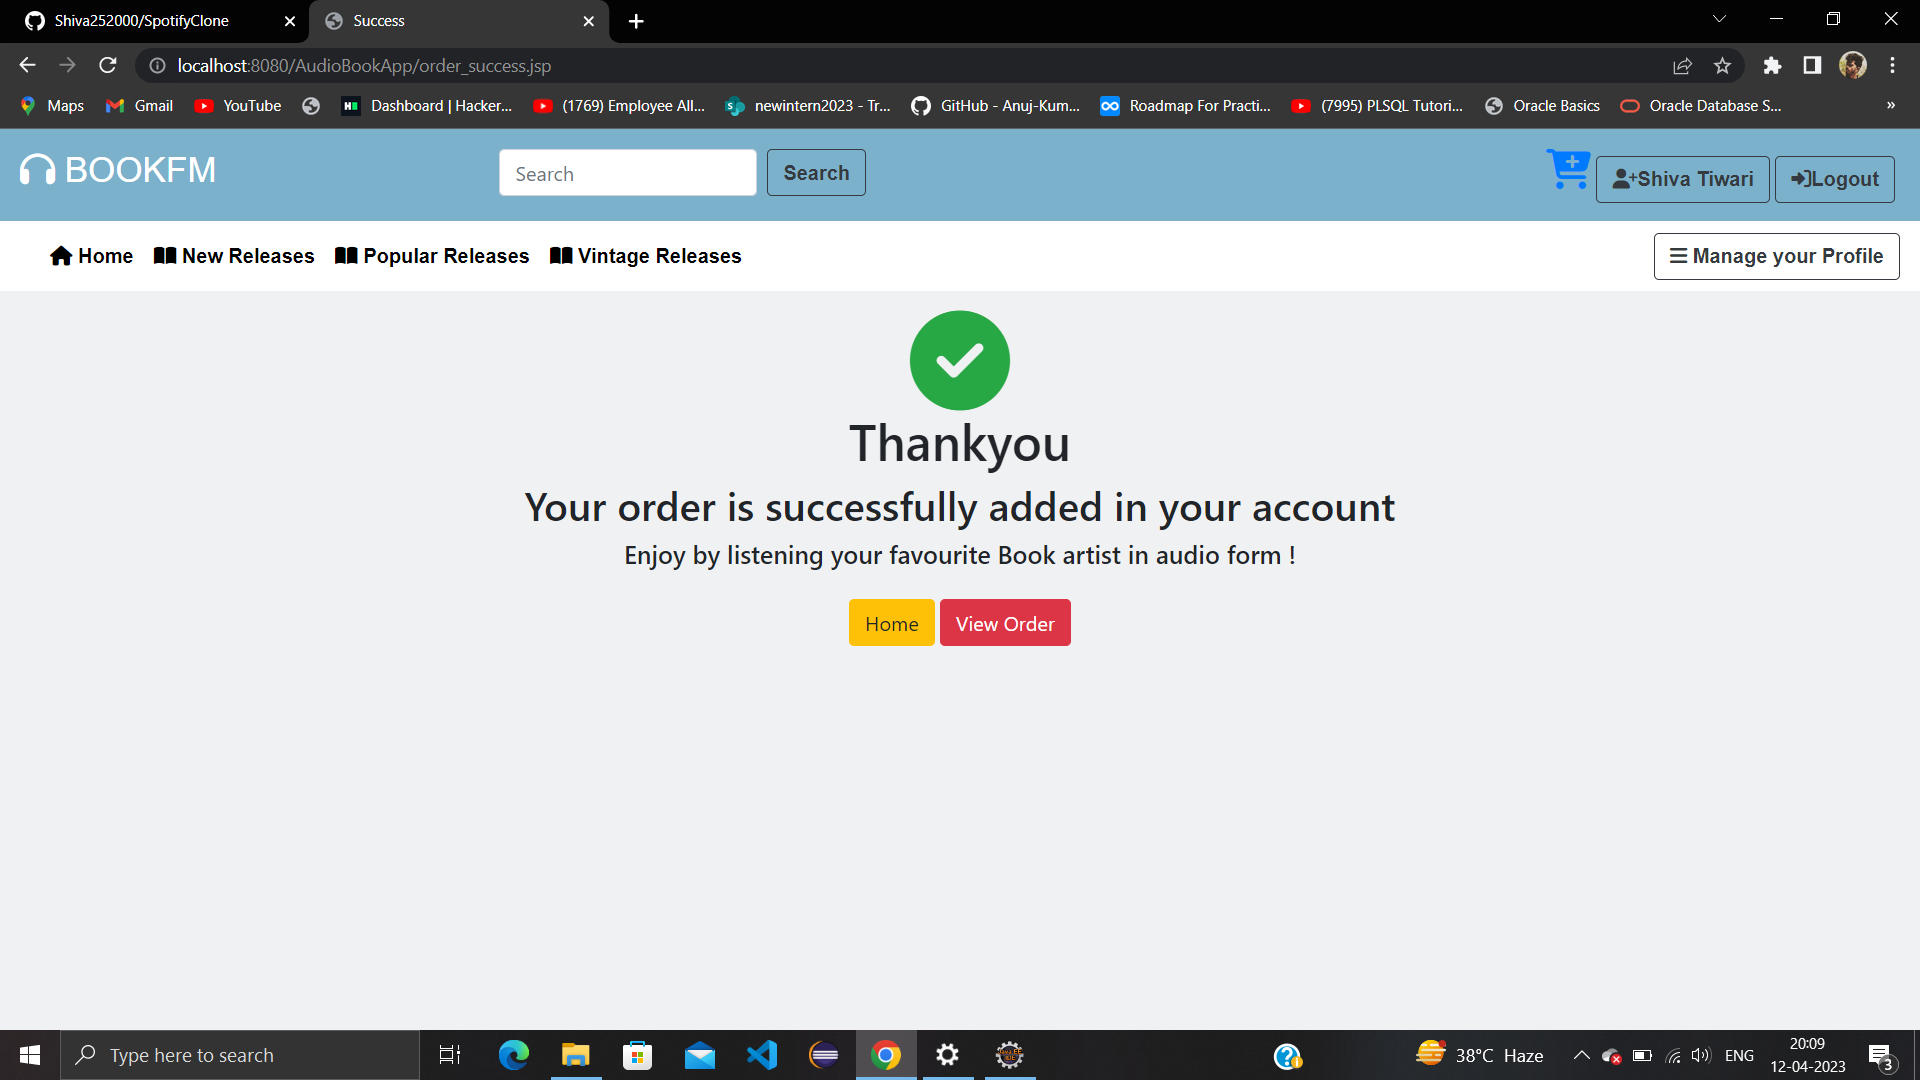 Shiva252000/SpotifyClone
Success
localhost:8080/AudioBookApp/order_success.jsp
Maps Gmail YouTube Dashboard | Hacker... (1769) Employee All... newintern2023 - Tr... GitHub - Anuj-Kum... Roadmap For Practi... (7995) PLSQL Tutori... Oracle Basics Oracle Database S... »
BOOKFM Search Search Shiva Tiwari Logout
Home New Releases Popular Releases Vintage Releases Manage your Profile
Thankyou
Your order is successfully added in your account
Enjoy by listening your favourite Book artist in audio form !
Home View Order
Type here to search
38°C Haze
ENG
20:09
12-04-2023
3